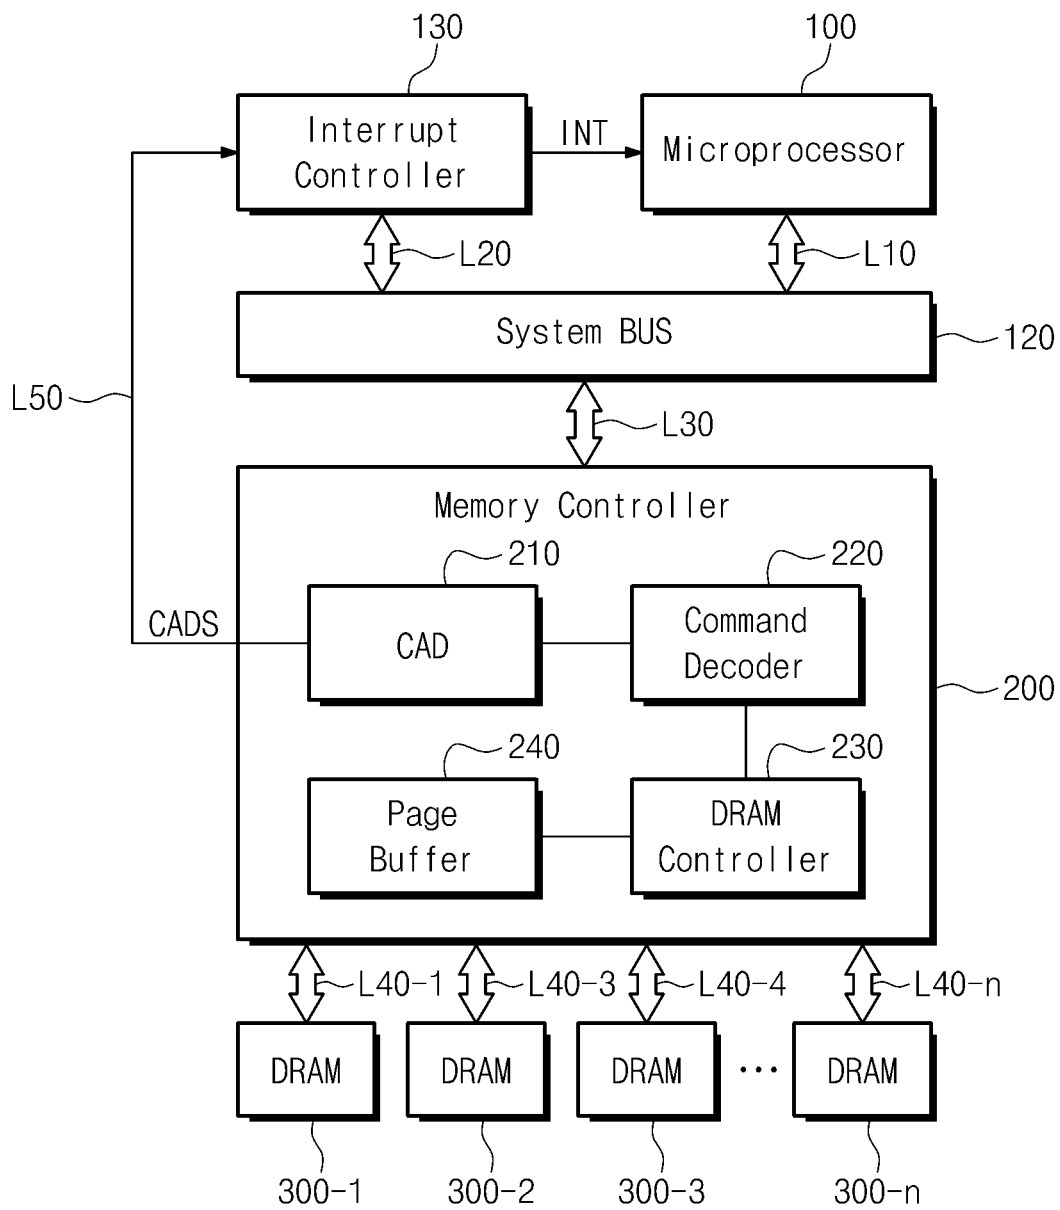 130
100
Interrupt
Controller
INT
Microprocessor
L20
L10
System BUS
120
L50
L30
Memory Controller
210
220
CADS
CAD
Command
Decoder
200
240
230
Page
Buffer
DRAM
Controller
L40-1
L40-3
L40-4
L40-n
DRAM
DRAM
DRAM
...
DRAM
300-1
300-2
300-3
300-n